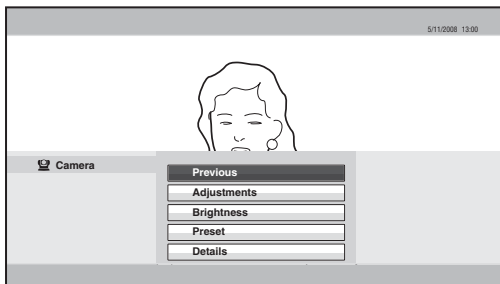 5/11/2008 13:00
Camera
Previous
Adjustments
Brightness
Preset
Details